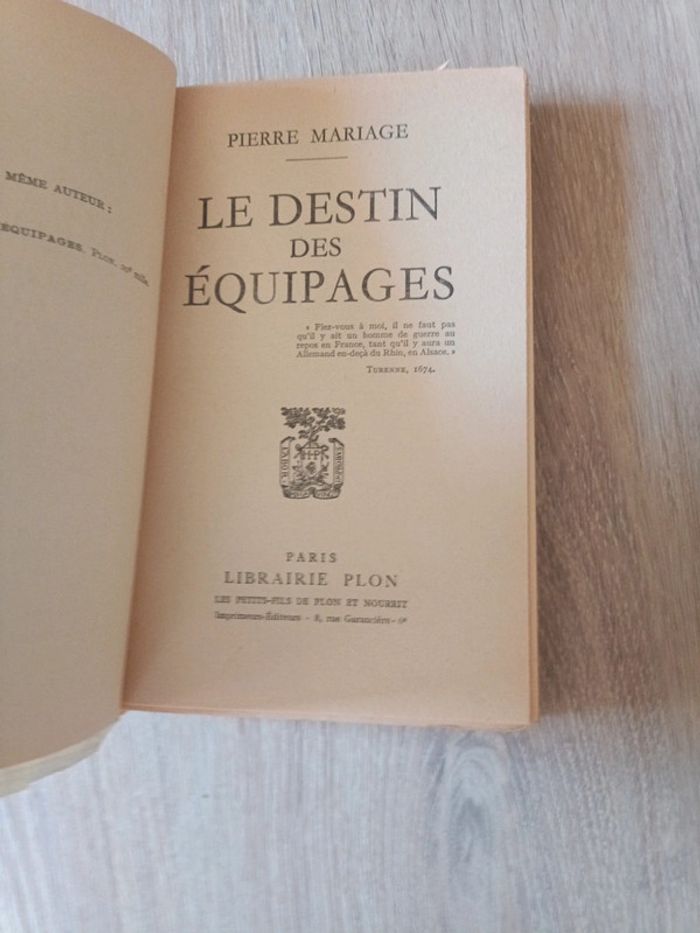 MÊME AUTEUR :
ÉQUIPAGES. PLON, 29e mille.
PIERRE MARIAGE
LE DESTIN
DES
ÉQUIPAGES
« Fiez-vous à moi, il ne faut pas
qu'il y ait un homme de guerre au
repos en France, tant qu'il y aura un
Allemand en-deçà du Rhin, en Alsace. »
TURENNE, 1674.
LABOR
PARIS
LIBRAIRIE PLON
LES PETITS-FILS DE PLON ET NOURRIT
Imprimeurs-Éditeurs - 8, rue Garancière - 6e